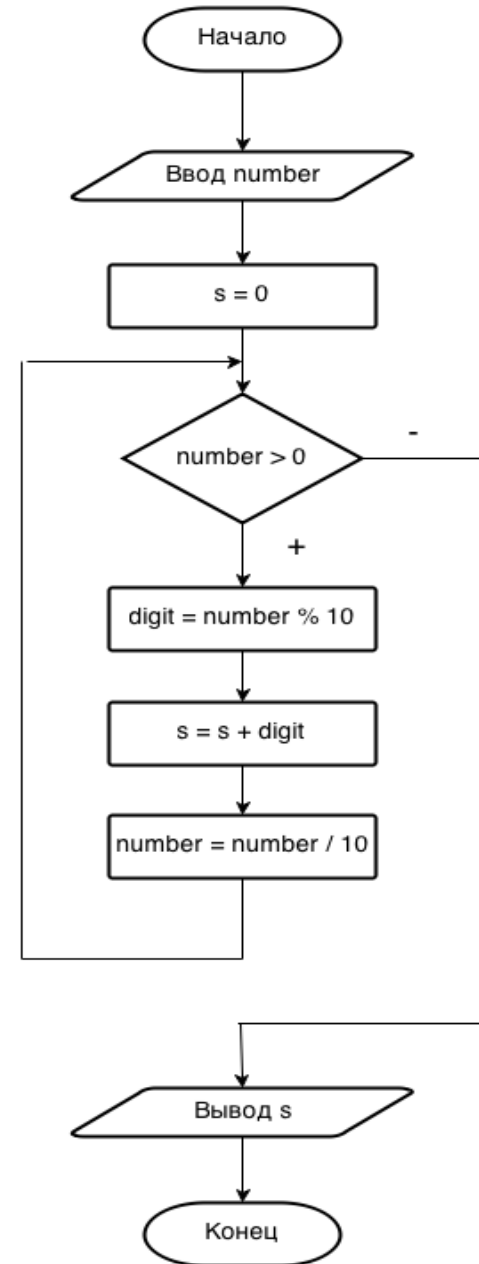 Начало
Ввод number
s = 0
number > 0
-
+
digit = number % 10
s = s + digit
number = number / 10
Вывод s
Конец